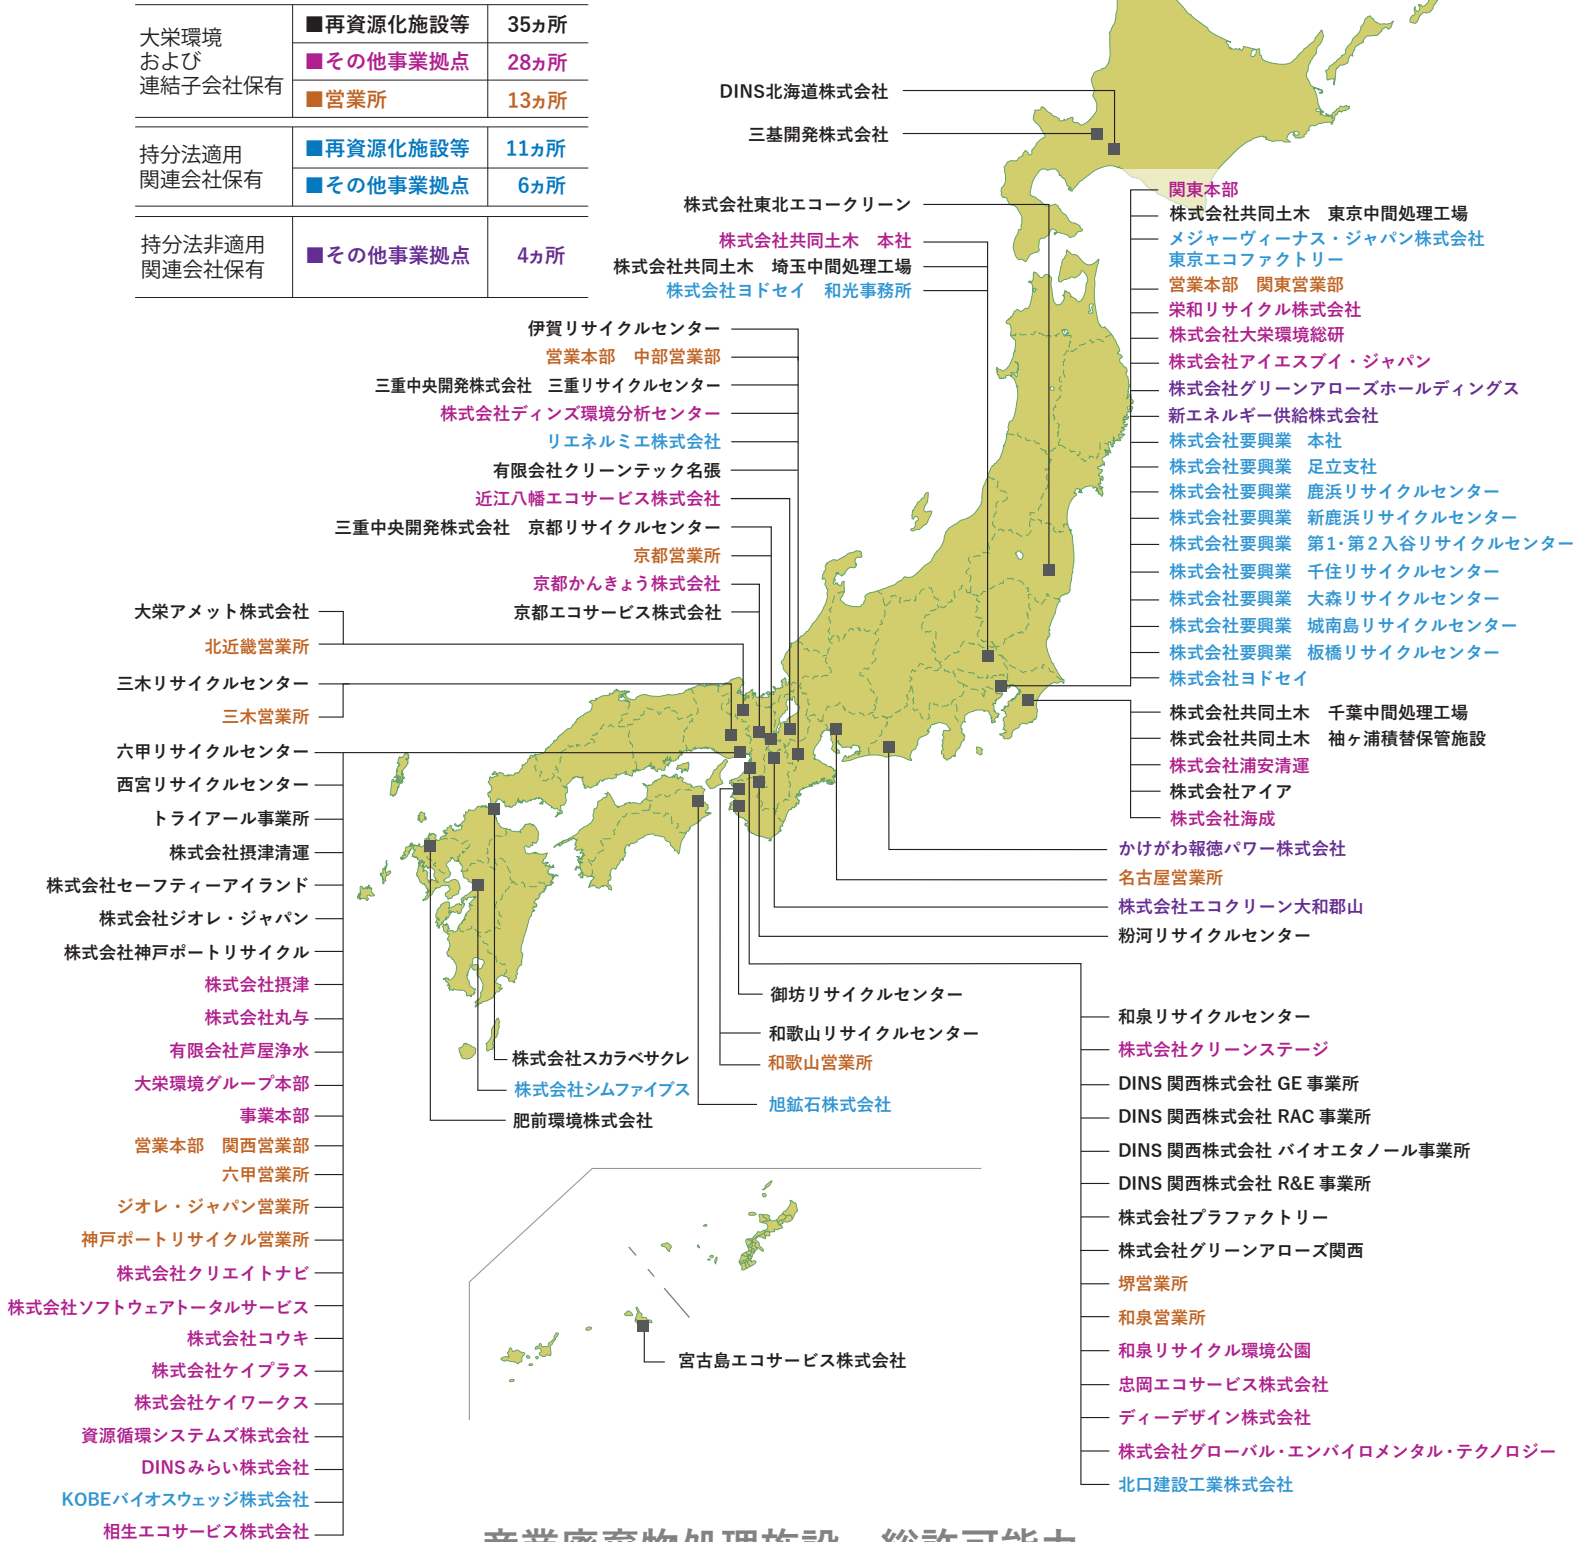 大栄環境
および
連結子会社保有
■再資源化施設等 35ヵ所
■その他事業拠点 28ヵ所
■営業所 13ヵ所
持分法適用
関連会社保有
■再資源化施設等 11ヵ所
■その他事業拠点 6ヵ所
持分法非適用
関連会社保有
■その他事業拠点 4ヵ所
DINS北海道株式会社
三基開発株式会社
株式会社東北エコークリーン
株式会社共同土木 本社
株式会社共同土木 埼玉中間処理工場
株式会社ヨドセイ 和光事務所
伊賀リサイクルセンター
営業本部 中部営業部
三重中央開発株式会社 三重リサイクルセンター
株式会社ディンズ環境分析センター
リエネルミエ株式会社
有限会社クリーンテック名張
近江八幡エコサービス株式会社
三重中央開発株式会社 京都リサイクルセンター
京都営業所
京都かんきょう株式会社
京都エコサービス株式会社
大栄アメット株式会社
北近畿営業所
三木リサイクルセンター
三木営業所
六甲リサイクルセンター
西宮リサイクルセンター
トライアール事業所
株式会社摂津清運
株式会社セーフティーアイランド
株式会社ジオレ・ジャパン
株式会社神戸ポートリサイクル
株式会社摂津
株式会社丸与
有限会社芦屋浄水
大栄環境グループ本部
事業本部
営業本部 関西営業部
六甲営業所
ジオレ・ジャパン営業所
神戸ポートリサイクル営業所
株式会社クリエイトナビ
株式会社ソフトウェアトータルサービス
株式会社コウキ
株式会社ケイプラス
株式会社ケイワークス
資源循環システムズ株式会社
DINSみらい株式会社
KOBEバイオスウェッジ株式会社
相生エコサービス株式会社
関東本部
株式会社共同土木 東京中間処理工場
メジャーヴィーナス・ジャパン株式会社
東京エコファクトリー
営業本部 関東営業部
栄和リサイクル株式会社
株式会社大栄環境総研
株式会社アイエスブイ・ジャパン
株式会社グリーンアローズホールディングス
新エネルギー供給株式会社
株式会社要興業 本社
株式会社要興業 足立支社
株式会社要興業 鹿浜リサイクルセンター
株式会社要興業 新鹿浜リサイクルセンター
株式会社要興業 第1・第2入谷リサイクルセンター
株式会社要興業 千住リサイクルセンター
株式会社要興業 大森リサイクルセンター
株式会社要興業 城南島リサイクルセンター
株式会社要興業 板橋リサイクルセンター
株式会社ヨドセイ
株式会社共同土木 千葉中間処理工場
株式会社共同土木 袖ヶ浦積替保管施設
株式会社浦安清運
株式会社アイア
株式会社海成
かけがわ報徳パワー株式会社
名古屋営業所
株式会社エコクリーン大和郡山
粉河リサイクルセンター
御坊リサイクルセンター
和歌山リサイクルセンター
和歌山営業所
旭鉱石株式会社
株式会社スカラベサクレ
株式会社シムファイブス
肥前環境株式会社
宮古島エコサービス株式会社
和泉リサイクルセンター
株式会社クリーンステージ
DINS 関西株式会社 GE 事業所
DINS 関西株式会社 RAC 事業所
DINS 関西株式会社 バイオエタノール事業所
DINS 関西株式会社 R&E 事業所
株式会社プラファクトリー
株式会社グリーンアローズ関西
堺営業所
和泉営業所
和泉リサイクル環境公園
忠岡エコサービス株式会社
ディーデザイン株式会社
株式会社グローバル・エンバイロメンタル・テクノロジー
北口建設工業株式会社
産業廃棄物処理施設 総許可能力